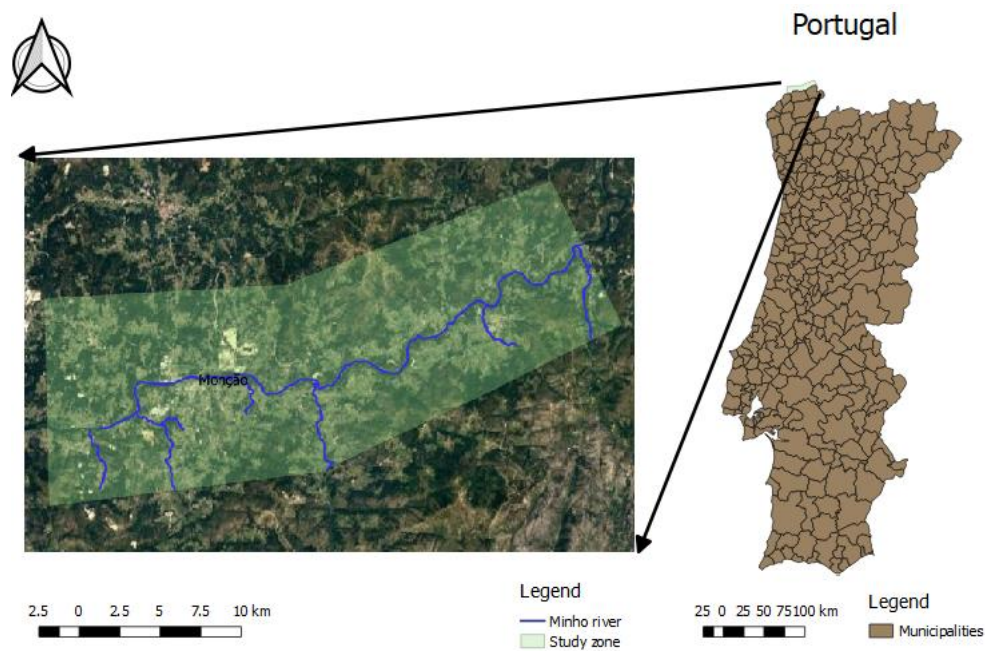 Portugal
Monção
2.5 0 2.5 5 7.5 10 km
Legend
Minho river
Study zone
25 0 25 50 75 100 km
Legend
Municipalities